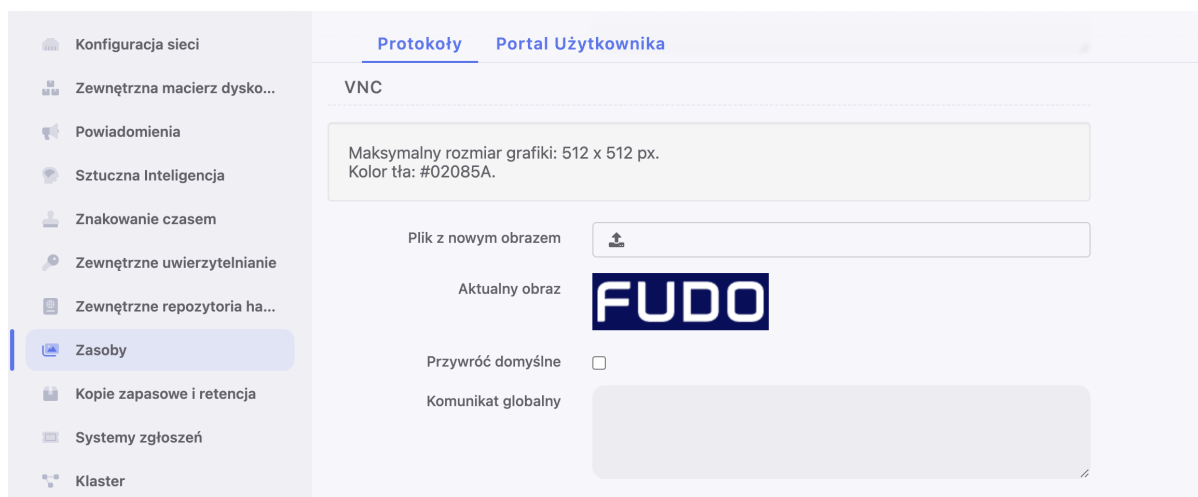 Konfiguracja sieci
Zewnętrzna macierz dysko...
Powiadomienia
Sztuczna Inteligencja
Znakowanie czasem
Zewnętrzne uwierzytelnianie
Zewnętrzne repozytoria ha...
Zasoby
Kopie zapasowe i retencja
Systemy zgłoszeń
Klaster
Protokoły Portal Użytkownika
VNC
Maksymalny rozmiar grafiki: 512 x 512 px.
Kolor tła: #02085A.
Plik z nowym obrazem
Aktualny obraz
FUDO
Przywróć domyślne
Komunikat globalny